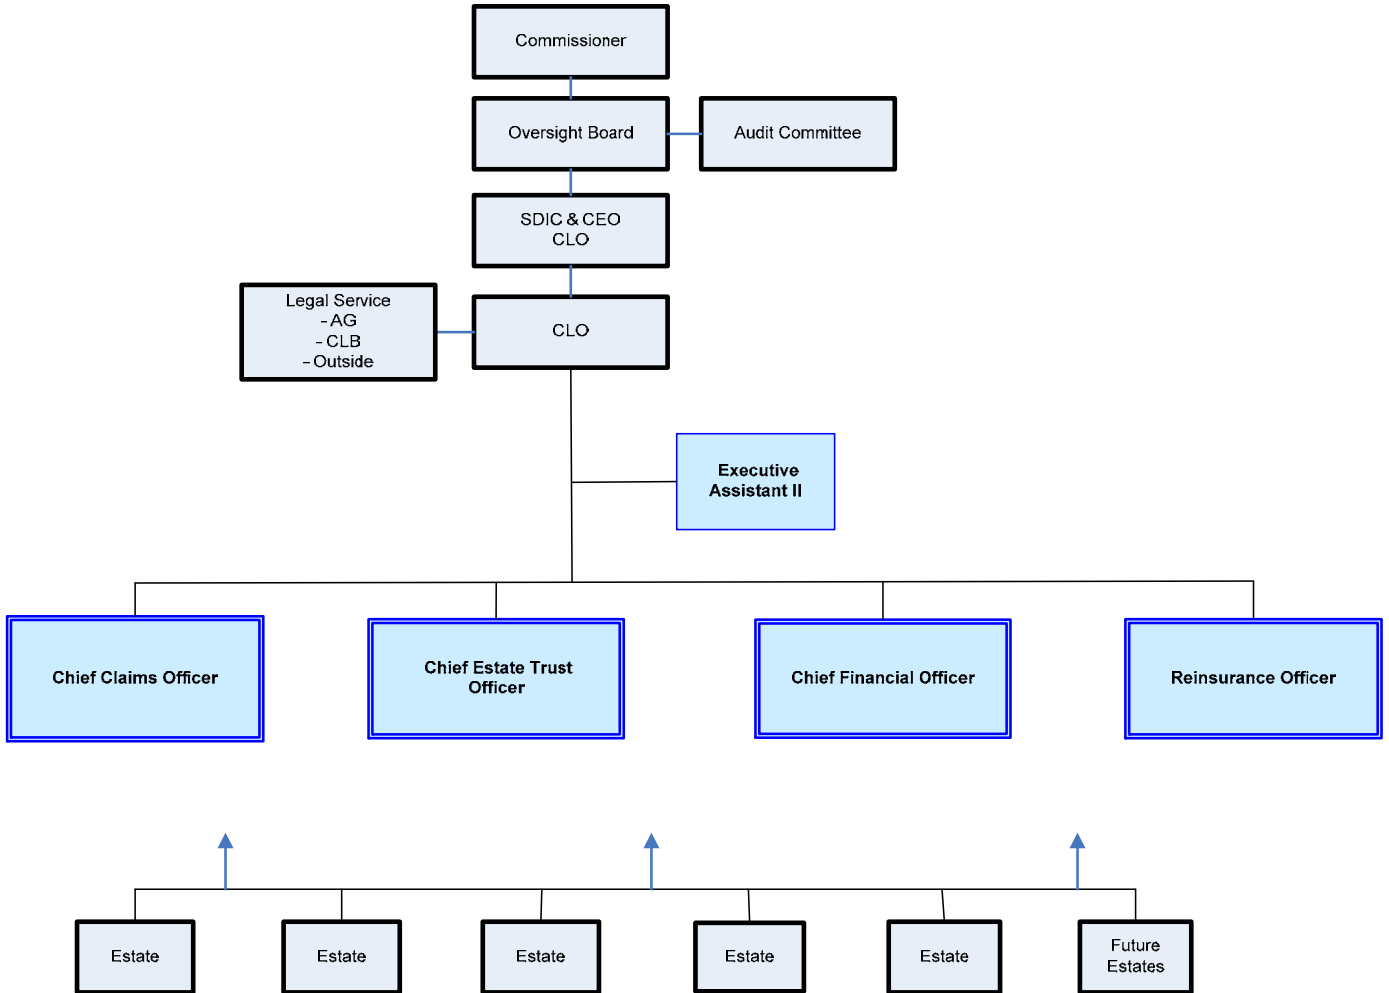 Commissioner
Oversight Board
Audit Committee
SDIC & CEO
CLO
Legal Service
- AG
- CLB
- Outside
CLO
Executive
Assistant II
Chief Claims Officer
Chief Estate Trust
Officer
Chief Financial Officer
Reinsurance Officer
Estate
Estate
Estate
Estate
Estate
Future
Estates